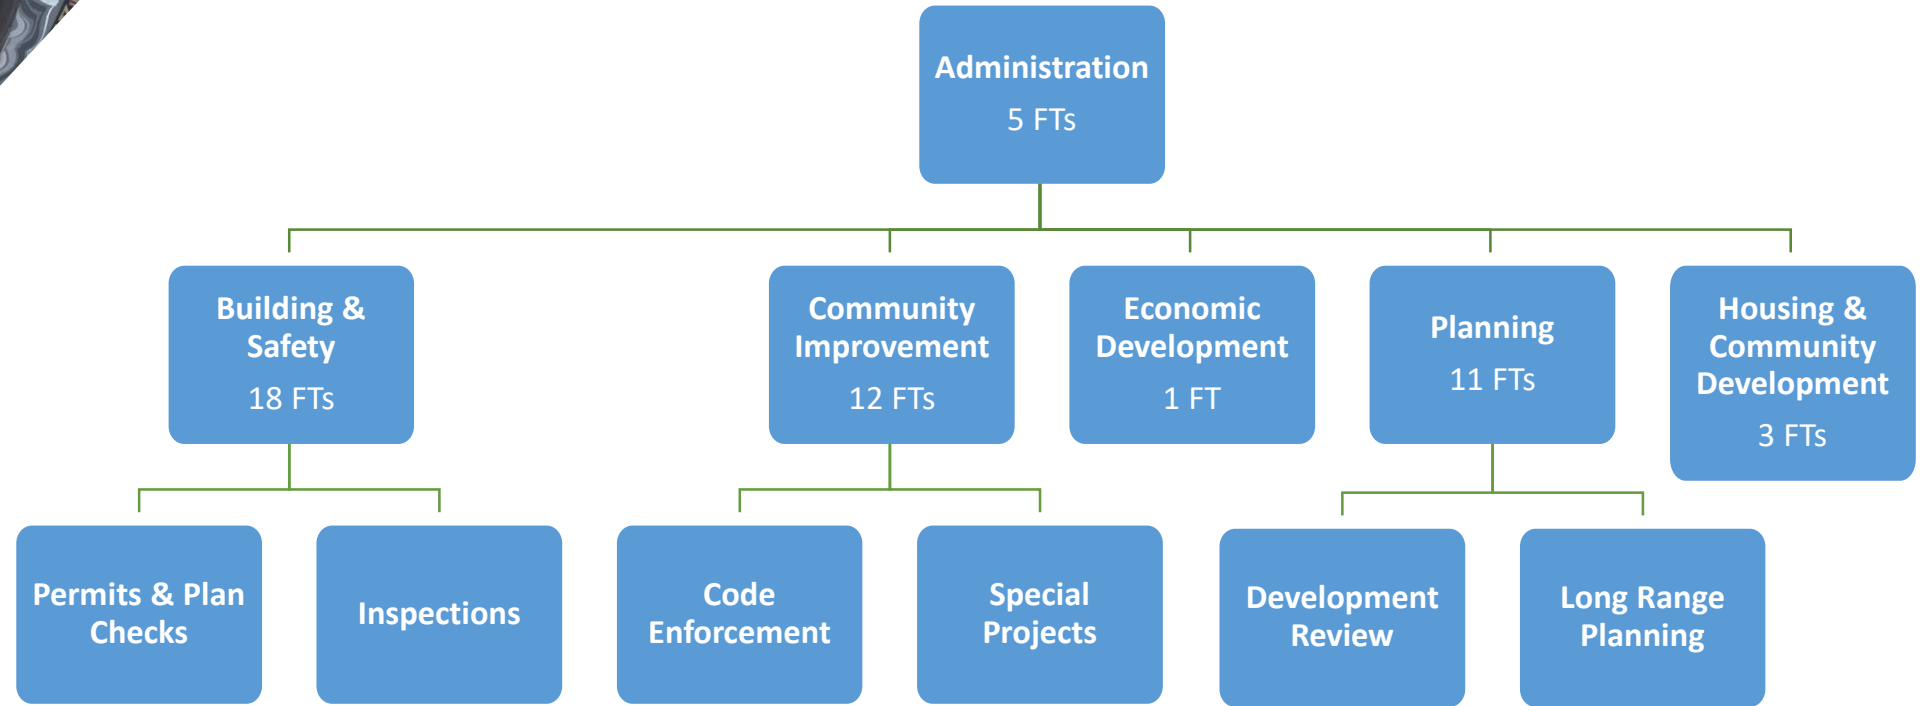 Administration
5 FTs
Building &
Safety
18 FTs
Community
Improvement
12 FTs
Economic
Development
1 FT
Planning
11 FTs
Housing &
Community
Development
3 FTs
Permits & Plan
Checks
Inspections
Code
Enforcement
Special
Projects
Development
Review
Long Range
Planning